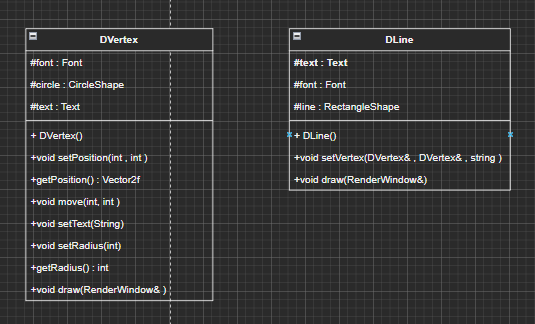 DVertex
#font : Font
#circle : CircleShape
#text : Text
+ DVertex()
+void setPosition(int , int )
+getPosition() : Vector2f
+void move(int, int )
+void setText(String)
+void setRadius(int)
+getRadius() : int
+void draw(RenderWindow& )
DLine
#text : Text
#font : Font
#line : RectangleShape
+ DLine()
+void setVertex(DVertex& , DVertex& , string )
+void draw(RenderWindow&)